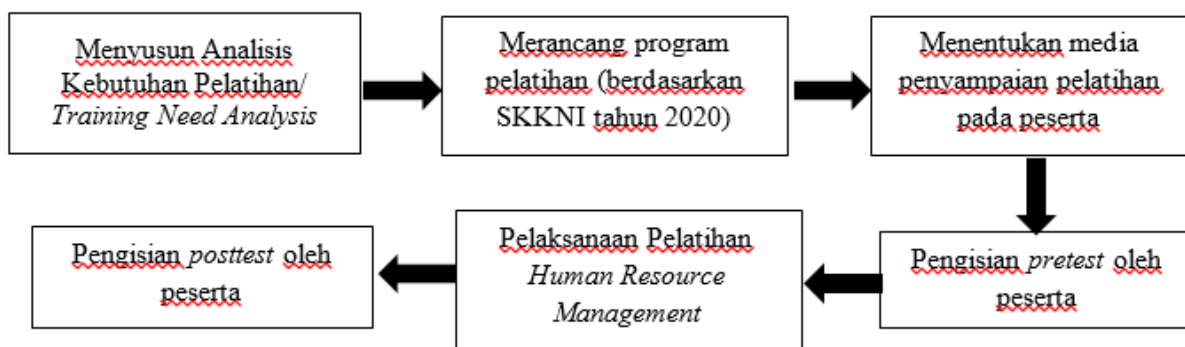 Menyusun Analisis
Kebutuhan Pelatihan/
Training Need Analysis
Merancang program
pelatihan (berdasarkan
SKKNI tahun 2020)
Menentukan media
penyampaian pelatihan
pada peserta
Pengisian pretest oleh
peserta
Pelaksanaan Pelatihan
Human Resource
Management
Pengisian posttest oleh
peserta